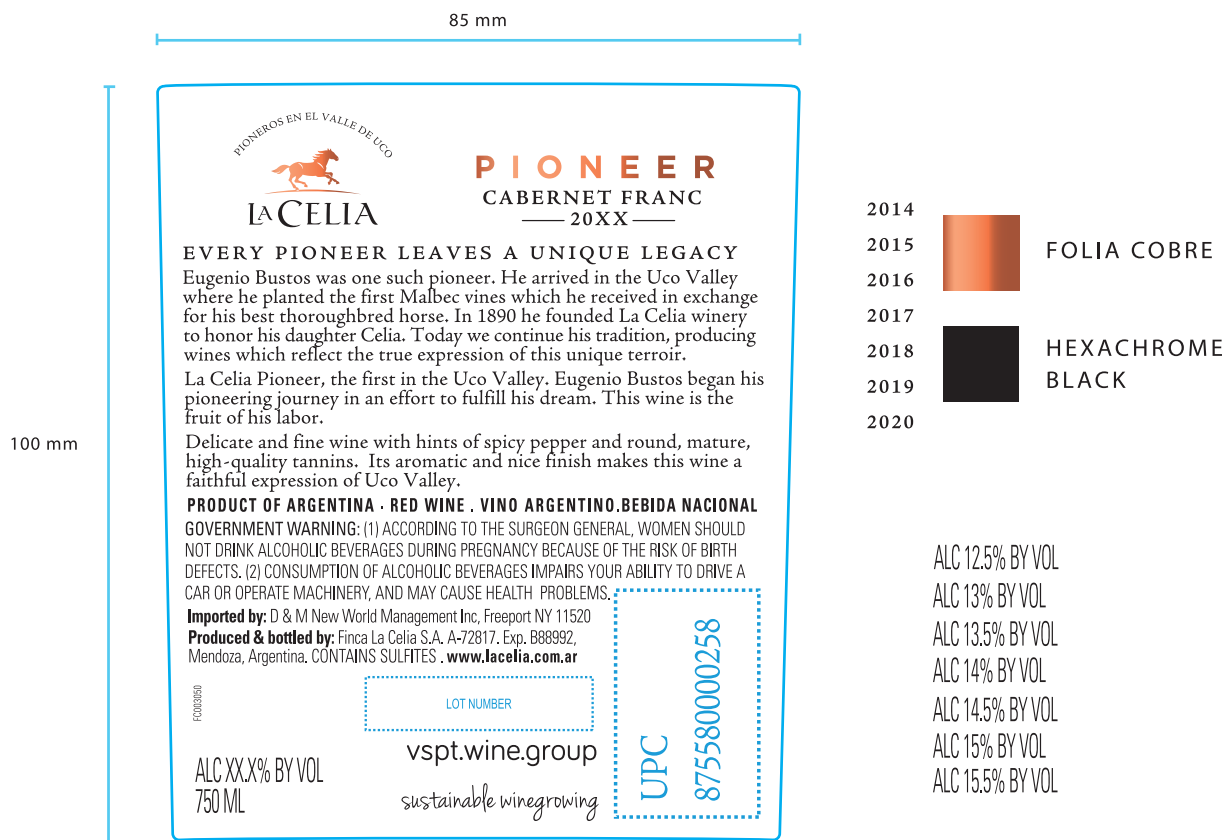 85 mm
100 mm
PIONEROS EN EL VALLE DE UCO
LA CELIA
PIONEER
CABERNET FRANC
20XX
EVERY PIONEER LEAVES A UNIQUE LEGACY
Eugenio Bustos was one such pioneer. He arrived in the Uco Valley
where he planted the first Malbec vines which he received in exchange
for his best thoroughbred horse. In 1890 he founded La Celia winery
to honor his daughter Celia. Today we continue his tradition, producing
wines which reflect the true expression of this unique terroir.
La Celia Pioneer, the first in the Uco Valley. Eugenio Bustos began his
pioneering journey in an effort to fulfill his dream. This wine is the
fruit of his labor.
Delicate and fine wine with hints of spicy pepper and round, mature,
high-quality tannins. Its aromatic and nice finish makes this wine a
faithful expression of Uco Valley.
PRODUCT OF ARGENTINA · RED WINE . VINO ARGENTINO.BEBIDA NACIONAL
GOVERNMENT WARNING: (1) ACCORDING TO THE SURGEON GENERAL, WOMEN SHOULD
NOT DRINK ALCOHOLIC BEVERAGES DURING PREGNANCY BECAUSE OF THE RISK OF BIRTH
DEFECTS. (2) CONSUMPTION OF ALCOHOLIC BEVERAGES IMPAIRS YOUR ABILITY TO DRIVE A
CAR OR OPERATE MACHINERY, AND MAY CAUSE HEALTH PROBLEMS.
Imported by: D & M New World Management Inc, Freeport NY 11520
Produced & bottled by: Finca La Celia S.A. A-72817. Exp. B88992,
Mendoza, Argentina. CONTAINS SULFITES . www.lacelia.com.ar
FC003050
LOT NUMBER
vspt.wine.group
sustainable winegrowing
ALC XX.X% BY VOL
750 ML
UPC
875580000258
2014
2015
2016
2017
2018
2019
2020
FOLIA COBRE
HEXACHROME
BLACK
ALC 12.5% BY VOL
ALC 13% BY VOL
ALC 13.5% BY VOL
ALC 14% BY VOL
ALC 14.5% BY VOL
ALC 15% BY VOL
ALC 15.5% BY VOL